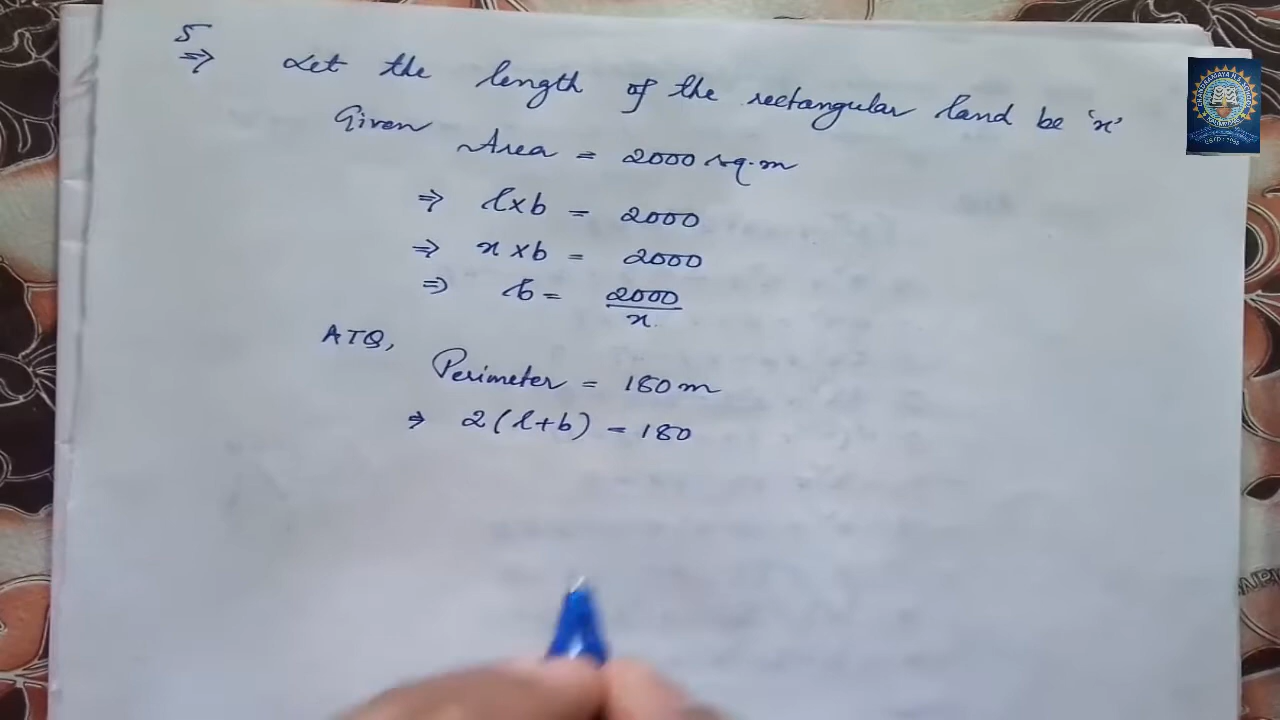 5
⇒ Let the length of the rectangular land be 'x'
Given
Area = 2000 sq.m
⇒ l×b = 2000
⇒ x×b = 2000
⇒ b = 2000/x
ATQ,
Perimeter = 180m
⇒ 2(l+b) = 180